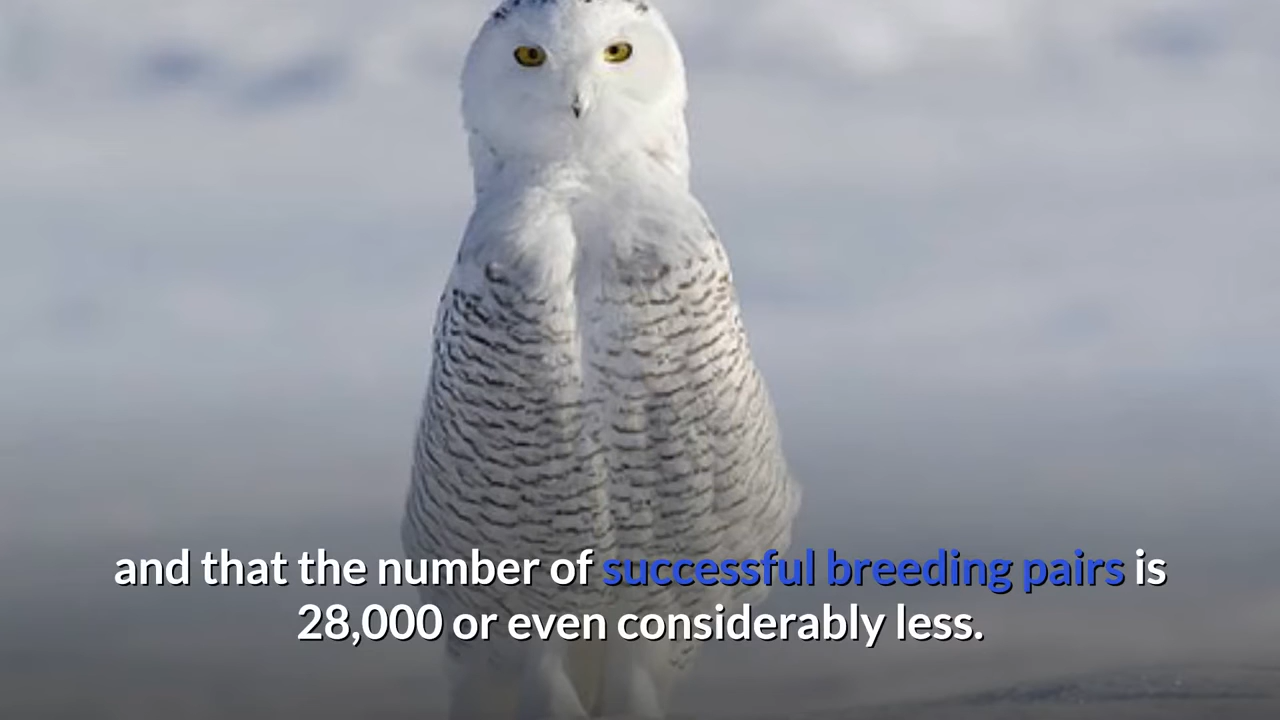 and that the number of successful breeding pairs is
28,000 or even considerably less.